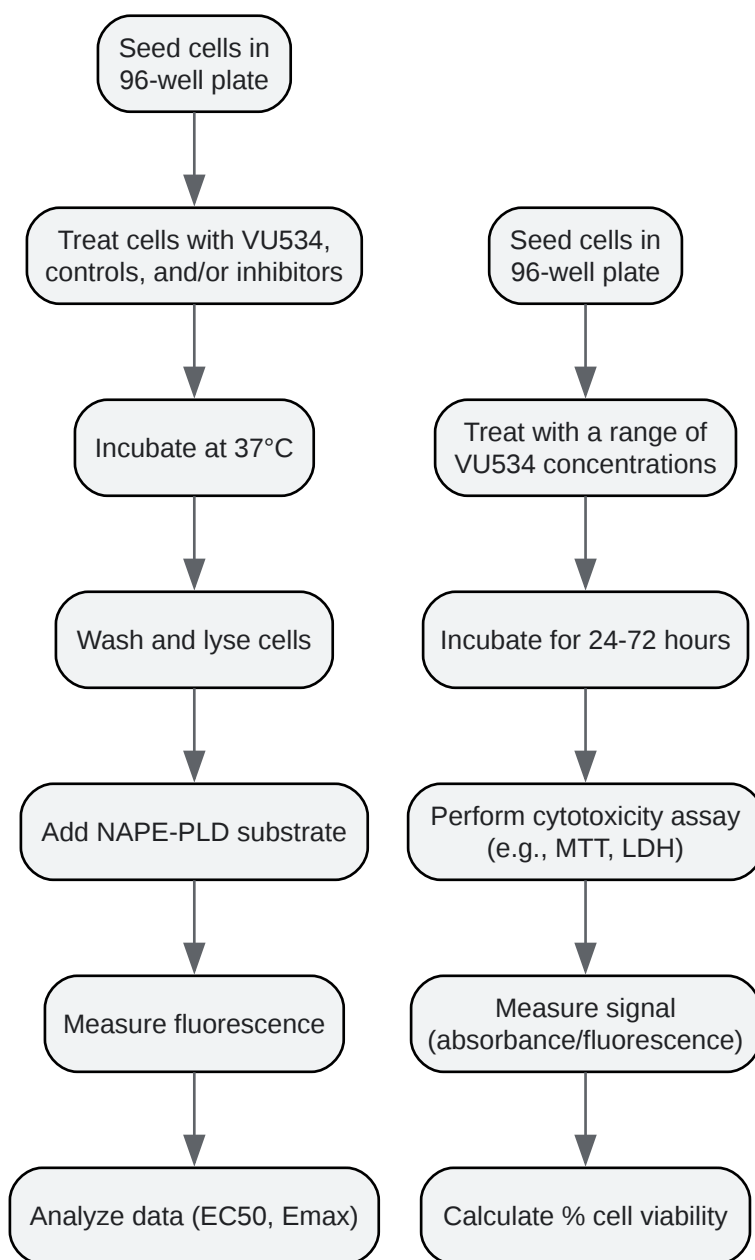 Seed cells in
96-well plate
Treat cells with VU534,
controls, and/or inhibitors
Incubate at 37°C
Wash and lyse cells
Add NAPE-PLD substrate
Measure fluorescence
Analyze data (EC50, Emax)
Seed cells in
96-well plate
Treat with a range of
VU534 concentrations
Incubate for 24-72 hours
Perform cytotoxicity assay
(e.g., MTT, LDH)
Measure signal
(absorbance/fluorescence)
Calculate % cell viability